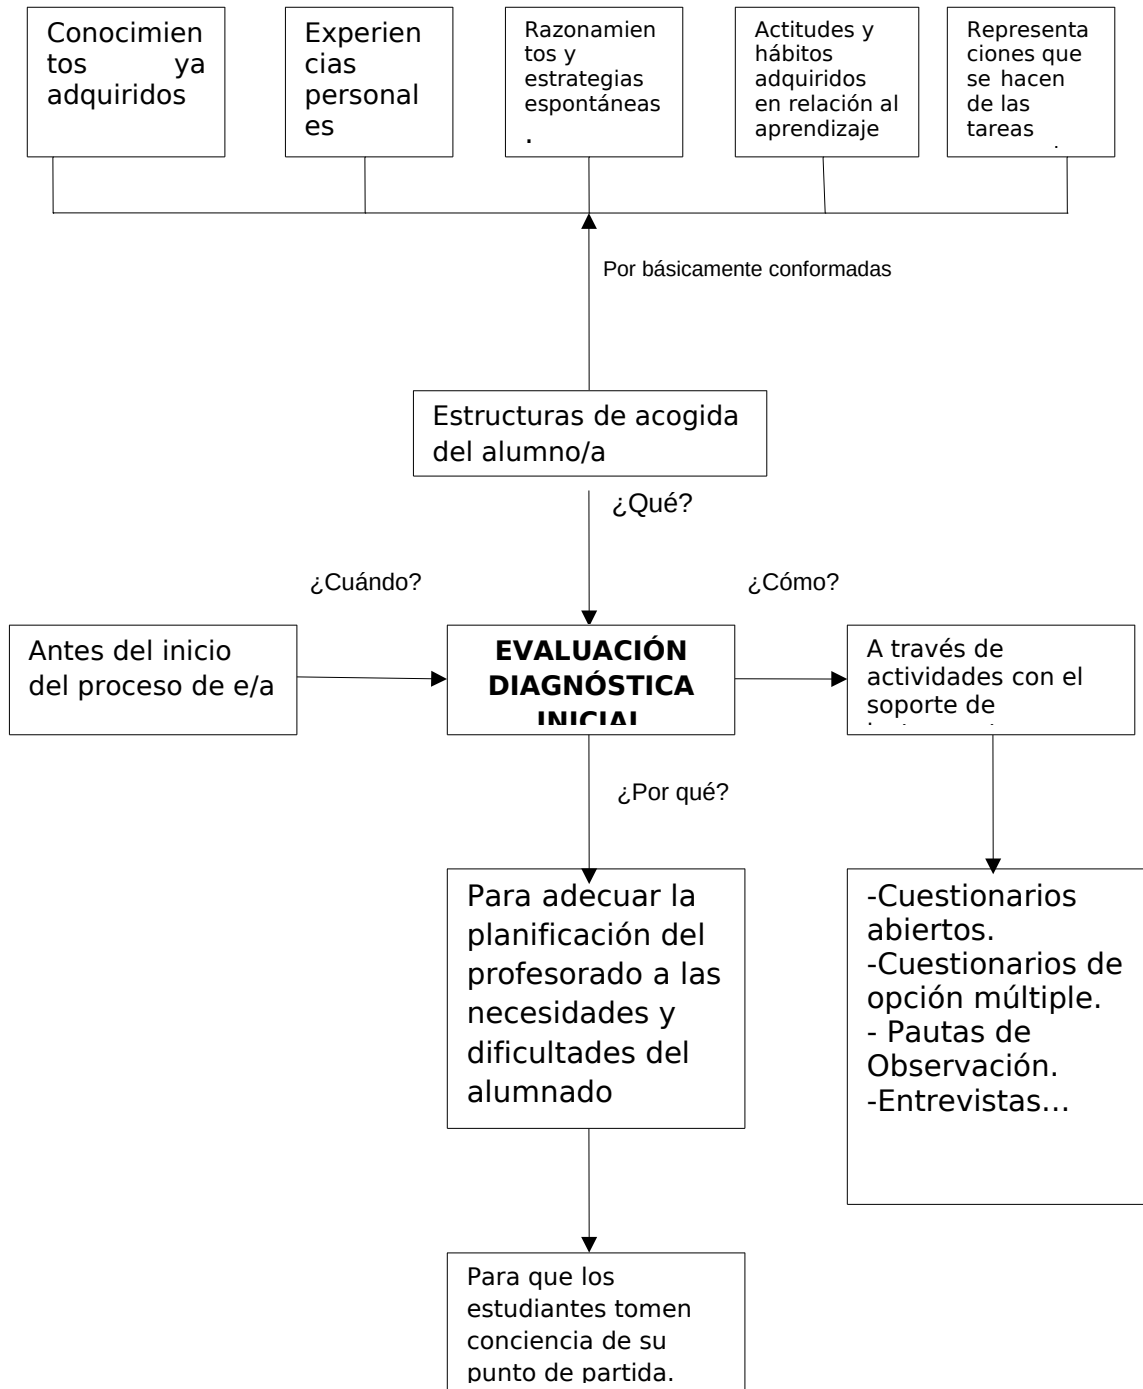 Conocimien
tos ya
adquiridos
Experien
cias
personal
es
Razonamien
tos y
estrategias
espontáneas
.
Actitudes y
hábitos
adquiridos
en relación al
aprendizaje
Representa
ciones que
se hacen
de las
tareas
.
Por básicamente conformadas
Estructuras de acogida
del alumno/a
¿Qué?
¿Cuándo?
¿Cómo?
Antes del inicio
del proceso de e/a
EVALUACIÓN
DIAGNÓSTICA
INICIAL
A través de
actividades con el
soporte de
¿Por qué?
Para adecuar la
planificación del
profesorado a las
necesidades y
dificultades del
alumnado
-Cuestionarios
abiertos.
-Cuestionarios de
opción múltiple.
- Pautas de
Observación.
-Entrevistas...
Para que los
estudiantes tomen
conciencia de su
punto de partida.